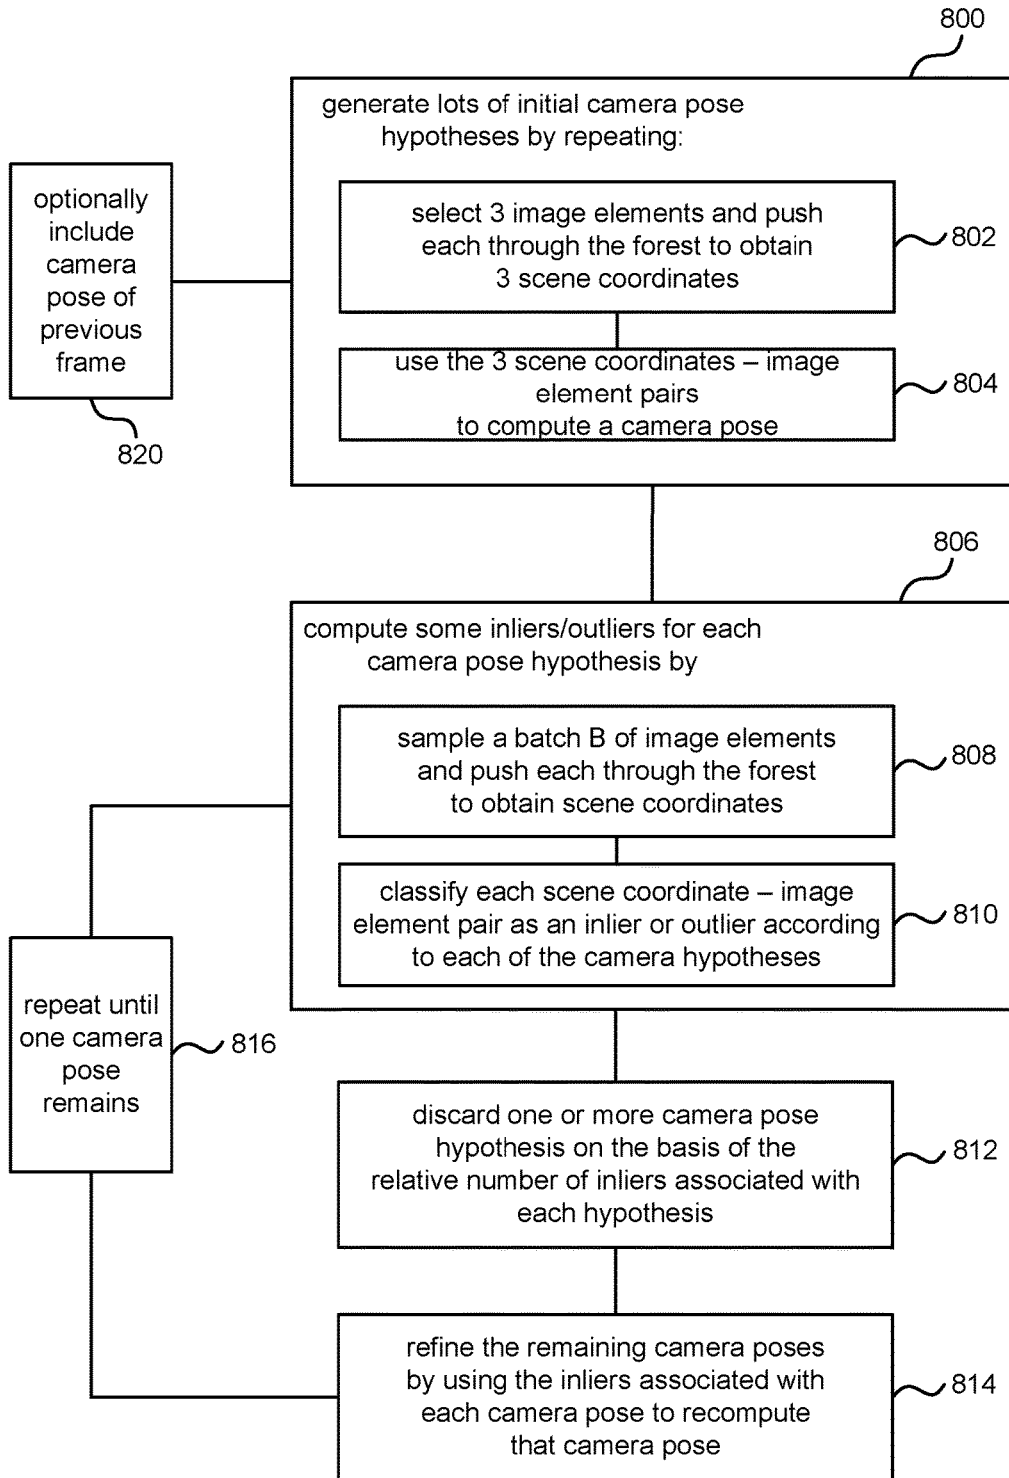 800
generate lots of initial camera pose
hypotheses by repeating:
optionally
include
camera
pose of
previous
frame
820
select 3 image elements and push
each through the forest to obtain
3 scene coordinates
802
use the 3 scene coordinates – image
element pairs
to compute a camera pose
804
806
compute some inliers/outliers for each
camera pose hypothesis by
sample a batch B of image elements
and push each through the forest
to obtain scene coordinates
808
classify each scene coordinate – image
element pair as an inlier or outlier according
to each of the camera hypotheses
810
repeat until
one camera
pose
remains
816
discard one or more camera pose
hypothesis on the basis of the
relative number of inliers associated with
each hypothesis
812
refine the remaining camera poses
by using the inliers associated with
each camera pose to recompute
that camera pose
814